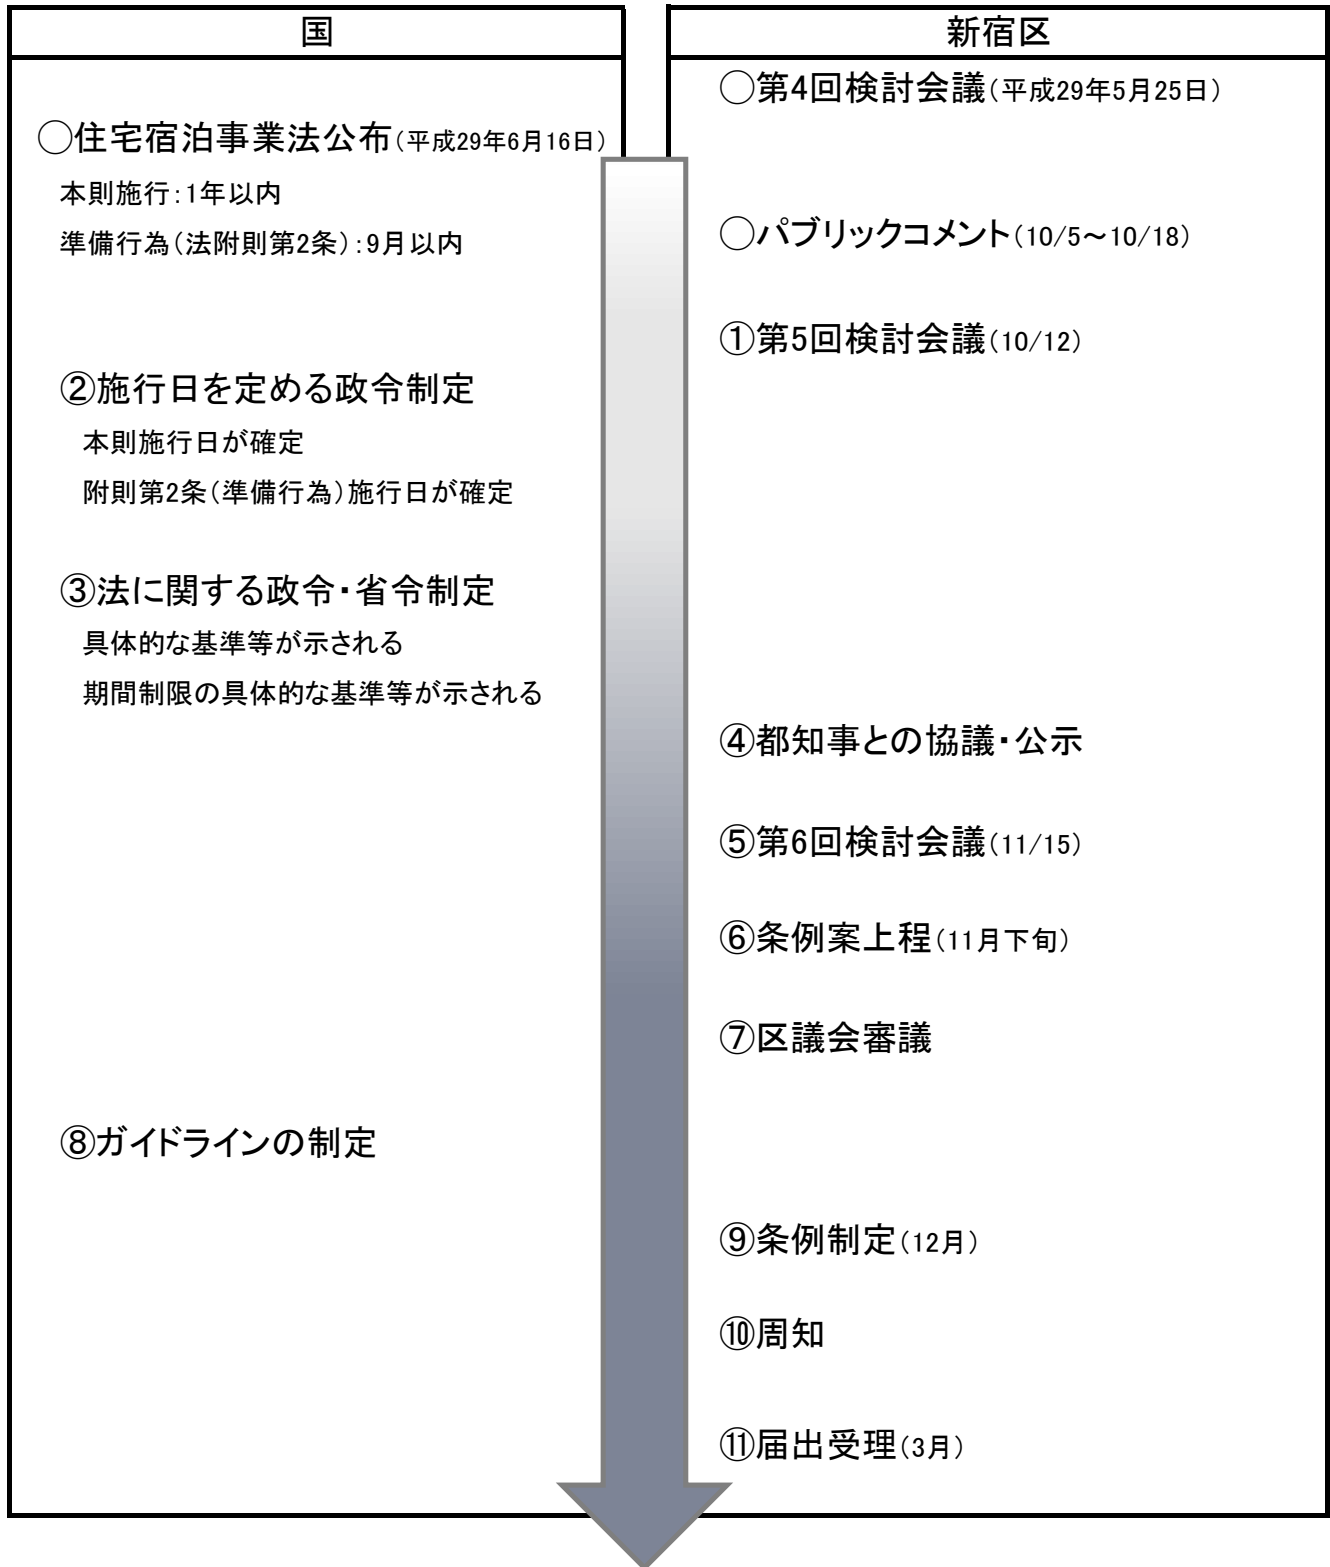 国
○住宅宿泊事業法公布(平成29年6月16日)
本則施行:1年以内
準備行為(法附則第2条):9月以内
②施行日を定める政令制定
本則施行日が確定
附則第2条(準備行為)施行日が確定
③法に関する政令・省令制定
具体的な基準等が示される
期間制限の具体的な基準等が示される
⑧ガイドラインの制定
新宿区
○第4回検討会議(平成29年5月25日)
○パブリックコメント(10/5～10/18)
①第5回検討会議(10/12)
④都知事との協議・公示
⑤第6回検討会議(11/15)
⑥条例案上程(11月下旬)
⑦区議会審議
⑨条例制定(12月)
⑩周知
⑪届出受理(3月)